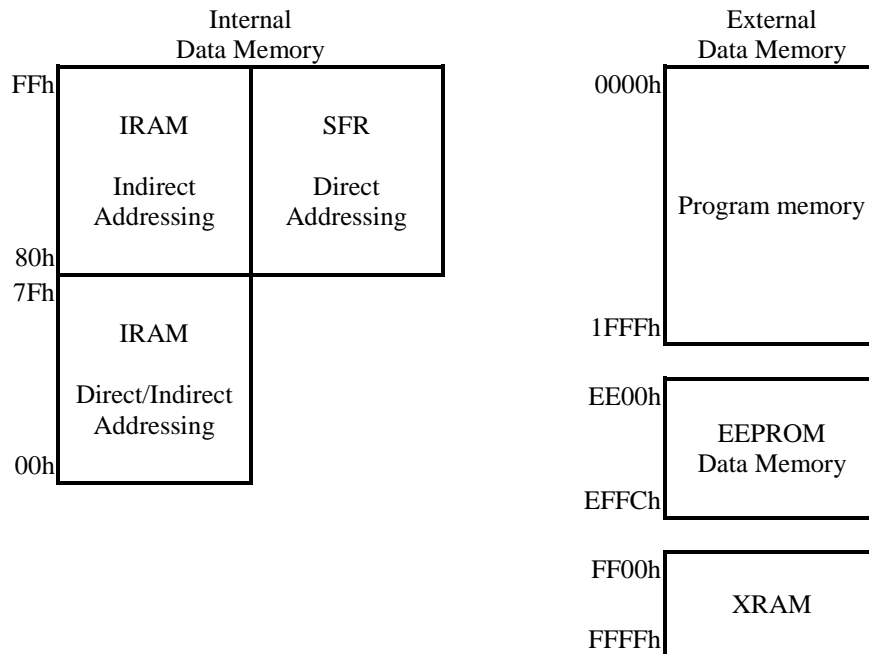 Internal
Data Memory
FFh
IRAM
Indirect
Addressing
SFR
Direct
Addressing
80h
7Fh
IRAM
Direct/Indirect
Addressing
00h
External
Data Memory
0000h
Program memory
1FFFh
EE00h
EEPROM
Data Memory
EFFCh
FF00h
XRAM
FFFFh